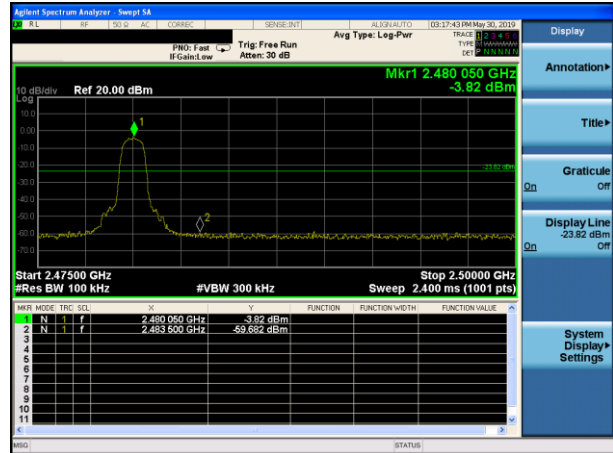 Agilent Spectrum Analyzer - Swept SA
RL RF 50 Ω AC CORREC SENSE:INT ALIGNAUTO 03:17:43 PM May 30, 2019
Display
Avg Type: Log-Pwr
TRACE 1 2 3 4 5 6
PNO: Fast
Trig: Free Run
TYPE M
IFGain:Low
Atten: 30 dB
DET P N N N N N
Mkr1 2.480 050 GHz
-3.82 dBm
10 dB/div
Ref 20.00 dBm
Log
10.0
0.00
-10.0
-20.0
-30.0
-40.0
-50.0
-60.0
-70.0
1
-23.82 dBm
2
Start 2.47500 GHz
Stop 2.50000 GHz
#Res BW 100 kHz
#VBW 300 kHz
Sweep 2.400 ms (1001 pts)
MKR MODE TRC SCL X Y FUNCTION FUNCTION WIDTH FUNCTION VALUE
1 N 1 f 2.480 050 GHz -3.82 dBm
2 N 1 f 2.483 500 GHz -59.682 dBm
3
4
5
6
7
8
9
10
11
MSG
STATUS
Annotation
Title
Graticule
On Off
Display Line
-23.82 dBm
On Off
System
Display
Settings